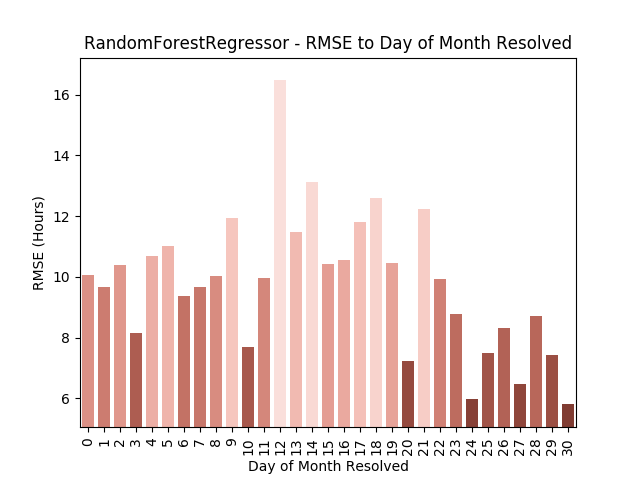 RandomForestRegressor - RMSE to Day of Month Resolved
RMSE (Hours)
16
14
12
10
8
6
0 1 2 3 4 5 6 7 8 9 10 11 12 13 14 15 16 17 18 19 20 21 22 23 24 25 26 27 28 29 30
Day of Month Resolved